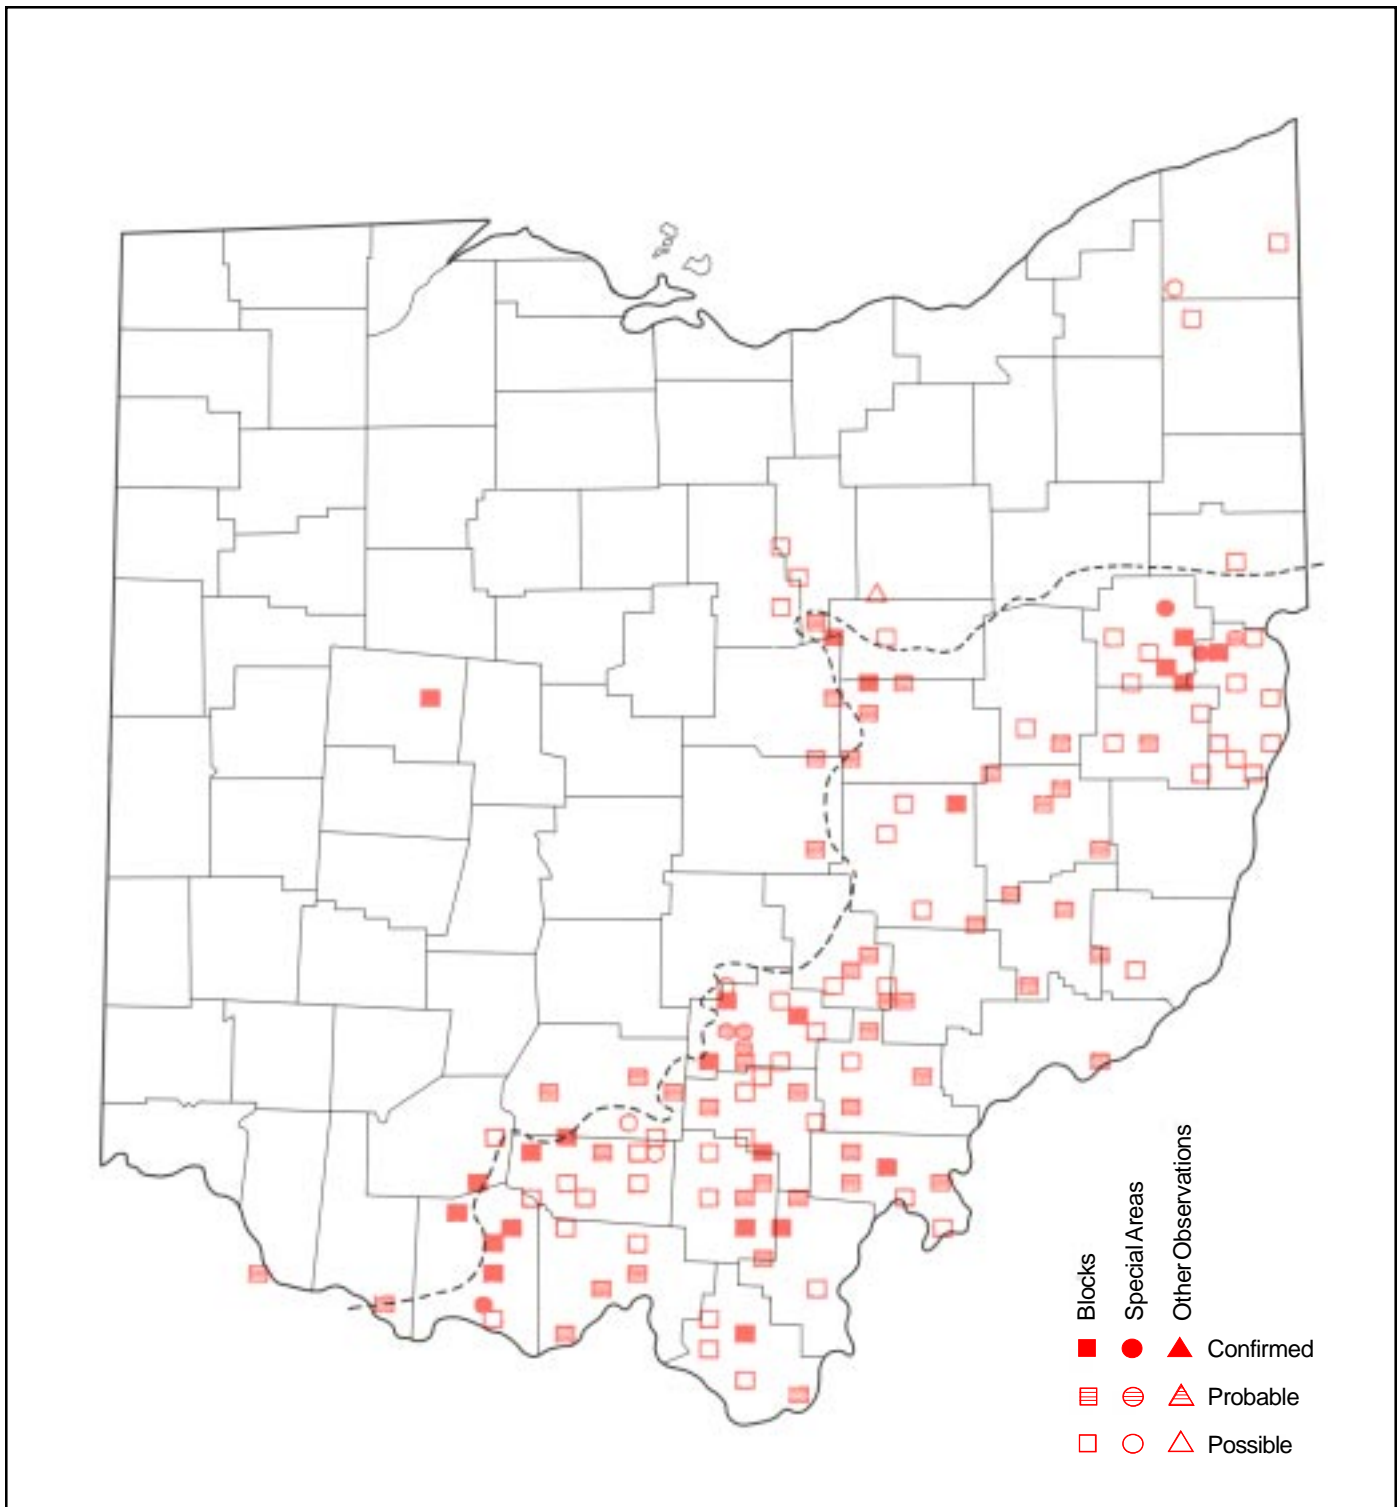 Blocks
Special Areas
Other Observations
Confirmed
Probable
Possible